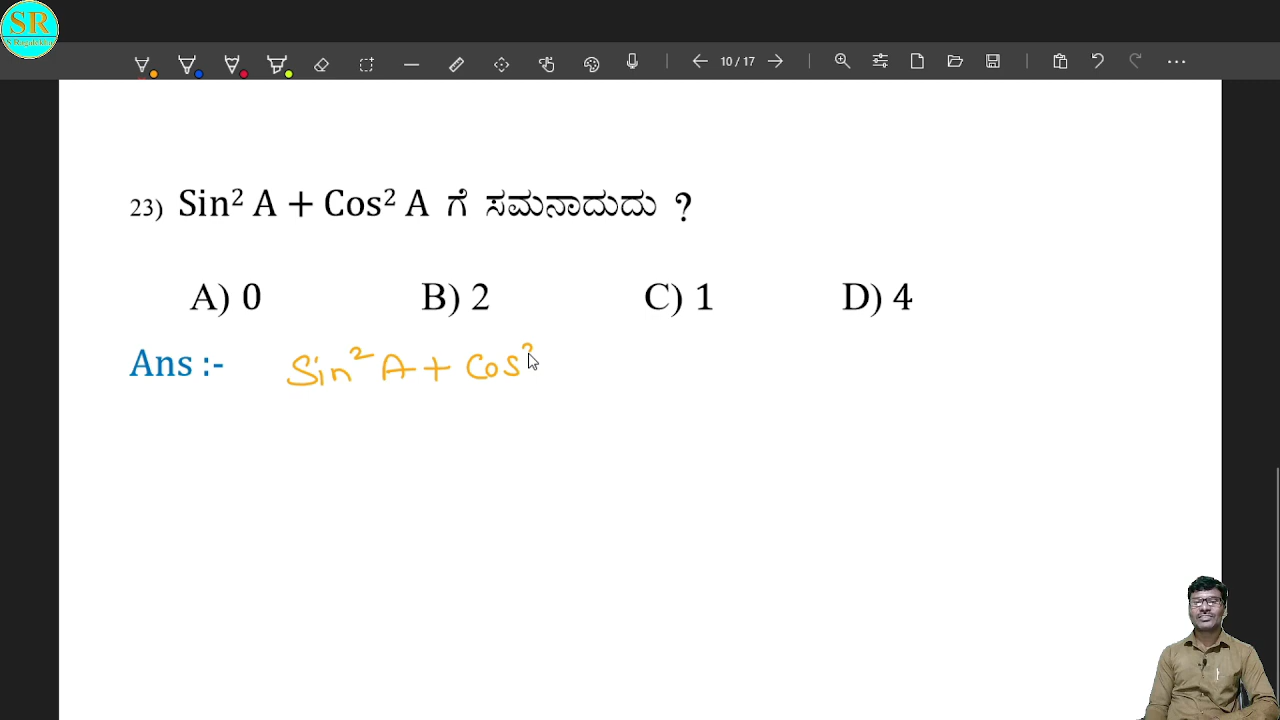 SR
10 / 17
23) Sin² A + Cos² A ಗೆ ಸಮನಾದುದು ?
A) 0 B) 2 C) 1 D) 4
Ans :- Sin² A + Cos²